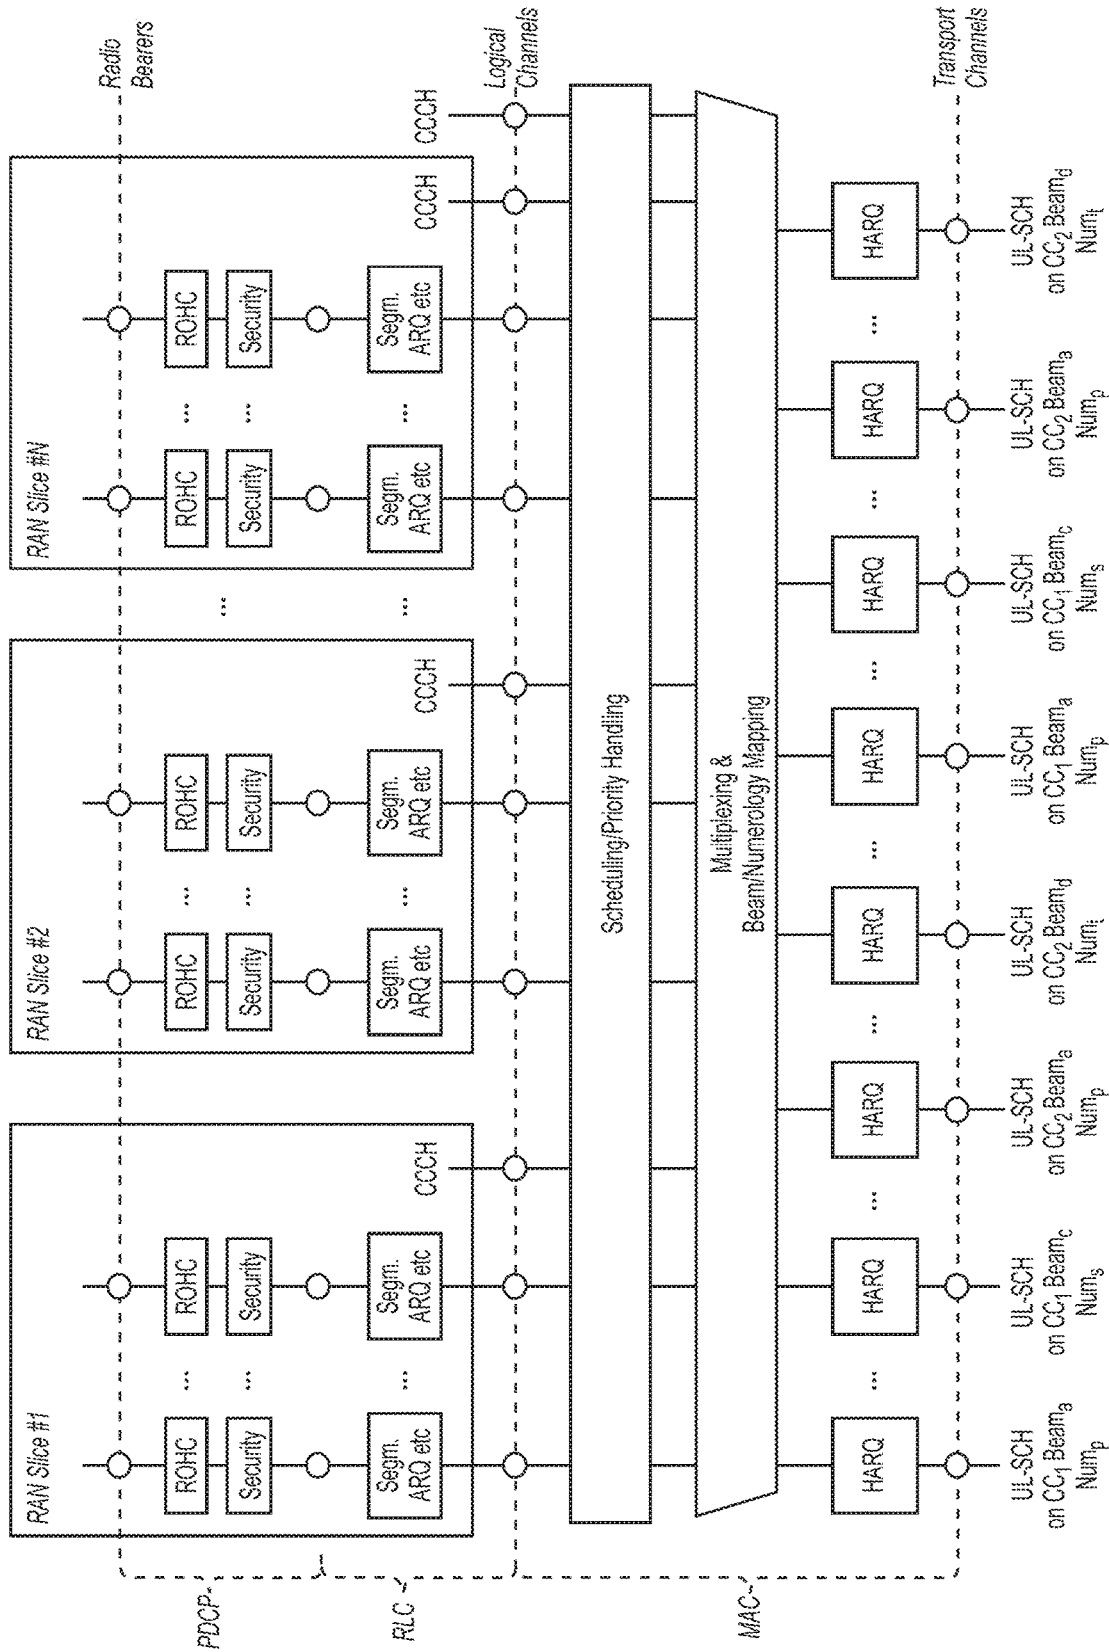 Radio
Bearers
RAN Slice #1
RAN Slice #2
RAN Slice #N
PDCP
ROHC
...
ROHC
ROHC
...
ROHC
...
ROHC
...
ROHC
Security
...
Security
Security
...
Security
Security
...
Security
RLC
Segm.
ARQ etc
...
Segm.
ARQ etc
CCCH
Segm.
ARQ etc
...
Segm.
ARQ etc
CCCH
...
Segm.
ARQ etc
...
Segm.
ARQ etc
CCCH
CCCH
Logical
Channels
MAC
Scheduling/Priority Handling
Multiplexing &
Beam/Numerology Mapping
HARQ
...
HARQ
...
HARQ
...
HARQ
...
HARQ
...
HARQ
...
HARQ
...
HARQ
Transport
Channels
UL-SCH
on CC1 Beama
Nump
UL-SCH
on CC1 Beamc
Nums
UL-SCH
on CC2 Beama
Nump
UL-SCH
on CC2 Beamd
Numt
UL-SCH
on CC1 Beama
Nump
UL-SCH
on CC1 Beamc
Nums
UL-SCH
on CC2 Beama
Nump
UL-SCH
on CC2 Beamd
Numt